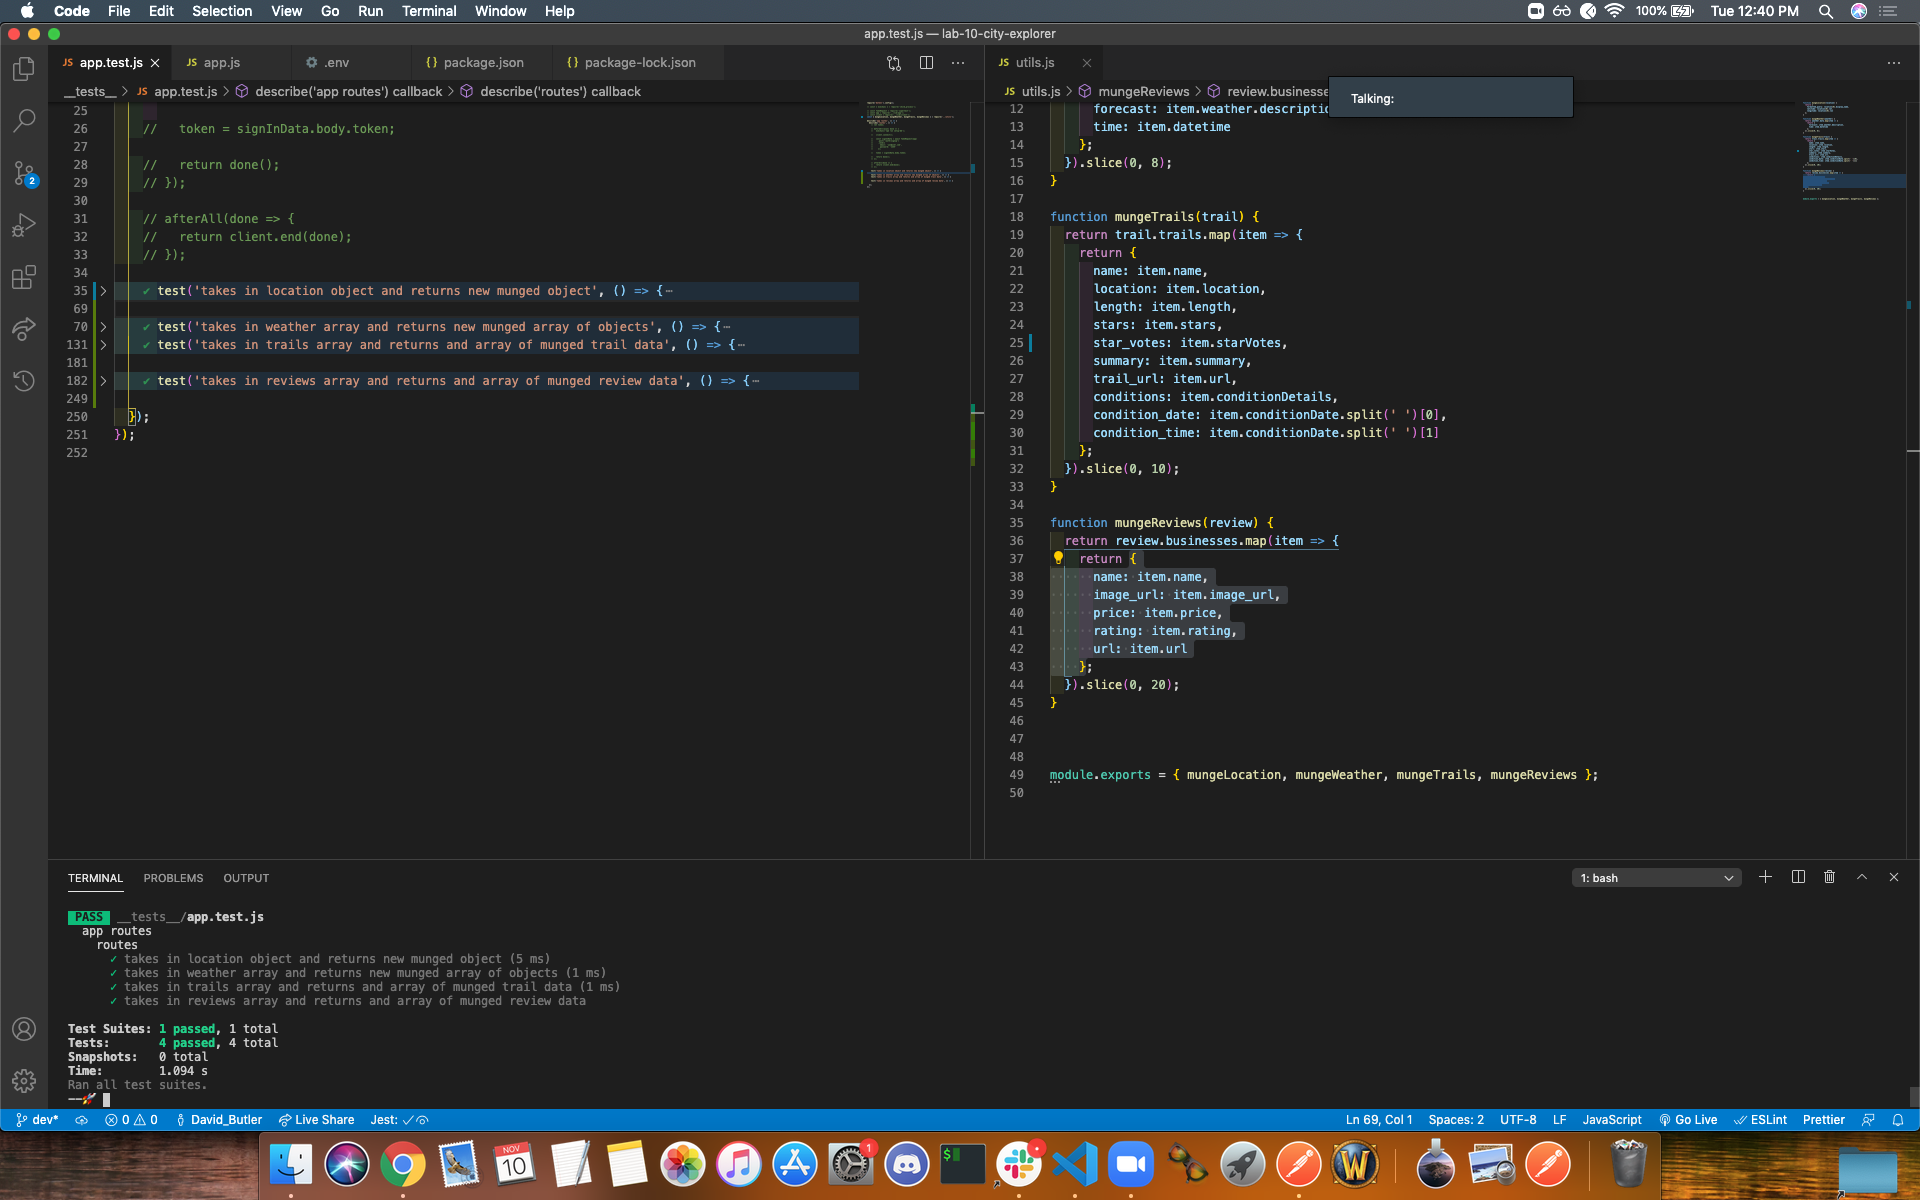 Code File Edit Selection View Go Run Terminal Window Help
100% Tue 12:40 PM
app.test.js — lab-10-city-explorer
JS app.test.js
JS app.js
.env
{} package.json
{} package-lock.json
__tests__ > JS app.test.js > describe('app routes') callback > describe('routes') callback
25
26 //   token = signInData.body.token;
27
28 //   return done();
29 // });
30
31 // afterAll(done => {
32 //   return client.end(done);
33 // });
34
35 ✓ test('takes in location object and returns new munged object', () => {…
69
70 ✓ test('takes in weather array and returns new munged array of objects', () => {…
131 ✓ test('takes in trails array and returns and array of munged trail data', () => {…
181
182 ✓ test('takes in reviews array and returns and array of munged review data', () => {…
249
250 });
251 });
252
2
JS utils.js
JS utils.js > mungeReviews > review.businesse
Talking:
12 forecast: item.weather.descriptio
13 time: item.datetime
14 };
15 }).slice(0, 8);
16 }
17
18 function mungeTrails(trail) {
19 return trail.trails.map(item => {
20 return {
21 name: item.name,
22 location: item.location,
23 length: item.length,
24 stars: item.stars,
25 star_votes: item.starVotes,
26 summary: item.summary,
27 trail_url: item.url,
28 conditions: item.conditionDetails,
29 condition_date: item.conditionDate.split(' ')[0],
30 condition_time: item.conditionDate.split(' ')[1]
31 };
32 }).slice(0, 10);
33 }
34
35 function mungeReviews(review) {
36 return review.businesses.map(item => {
37 return {
38 name: item.name,
39 image_url: item.image_url,
40 price: item.price,
41 rating: item.rating,
42 url: item.url
43 };
44 }).slice(0, 20);
45 }
46
47
48
49 module.exports = { mungeLocation, mungeWeather, mungeTrails, mungeReviews };
50
TERMINAL PROBLEMS OUTPUT
1: bash
PASS __tests__/app.test.js
app routes
routes
✓ takes in location object and returns new munged object (5 ms)
✓ takes in weather array and returns new munged array of objects (1 ms)
✓ takes in trails array and returns and array of munged trail data (1 ms)
✓ takes in reviews array and returns and array of munged review data
Test Suites: 1 passed, 1 total
Tests: 4 passed, 4 total
Snapshots: 0 total
Time: 1.094 s
Ran all test suites.
dev* 0 0 David_Butler Live Share Jest: Ln 69, Col 1 Spaces: 2 UTF-8 LF JavaScript Go Live ESLint Prettier
NOV
10
1
$
W